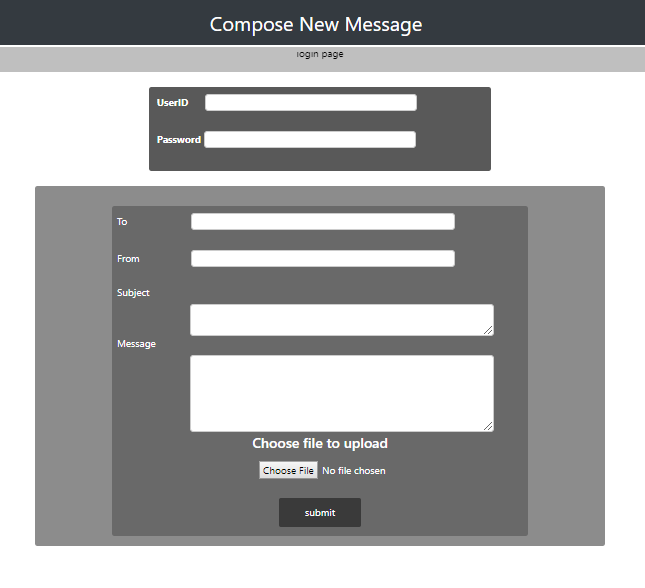 Compose New Message
login page
UserID
Password
To
From
Subject
Message
Choose file to upload
Choose File No file chosen
submit